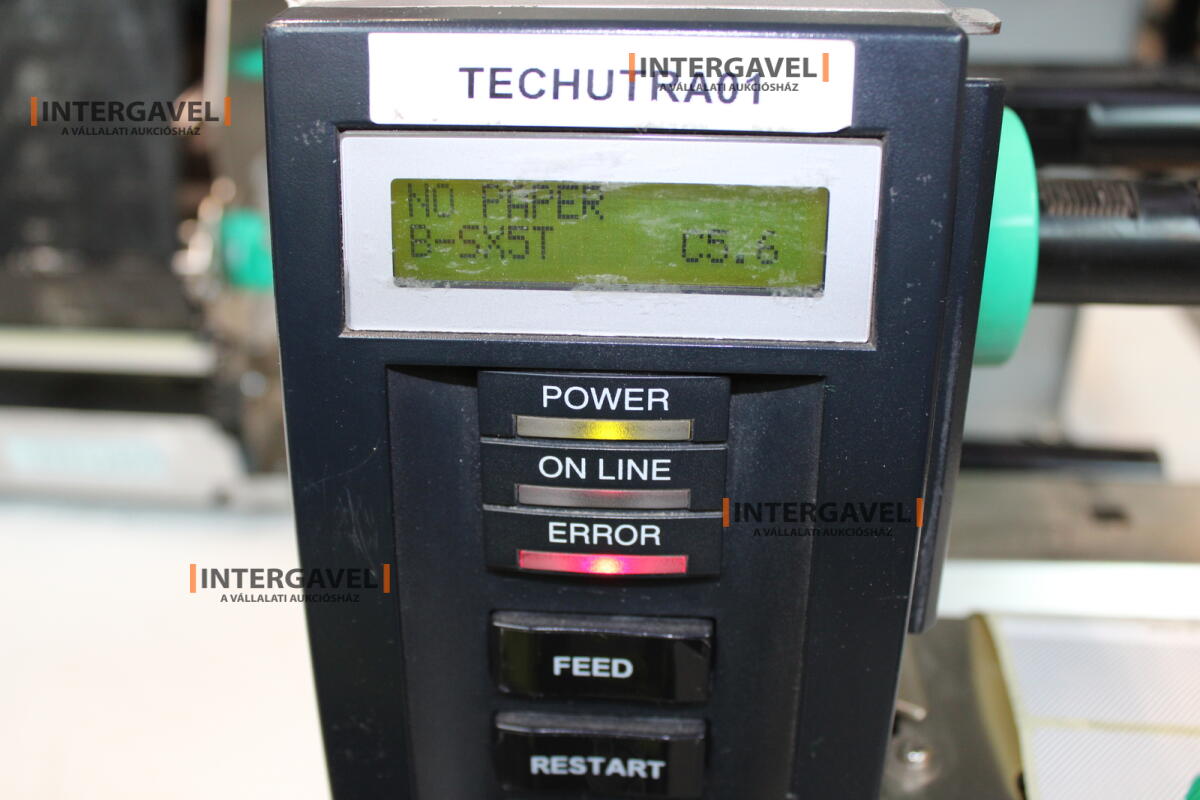 TECHUTRA01
INTERGAVEL
A VÁLLALATI AUKCIÓSHÁZ
INTERGAVEL
A VÁLLALATI AUKCIÓSHÁZ
NO PAPER
B-SX5T C5.6
POWER
ON LINE
ERROR
INTERGAVEL
A VÁLLALATI AUKCIÓSHÁZ
INTERGAVEL
A VÁLLALATI AUKCIÓSHÁZ
FEED
RESTART